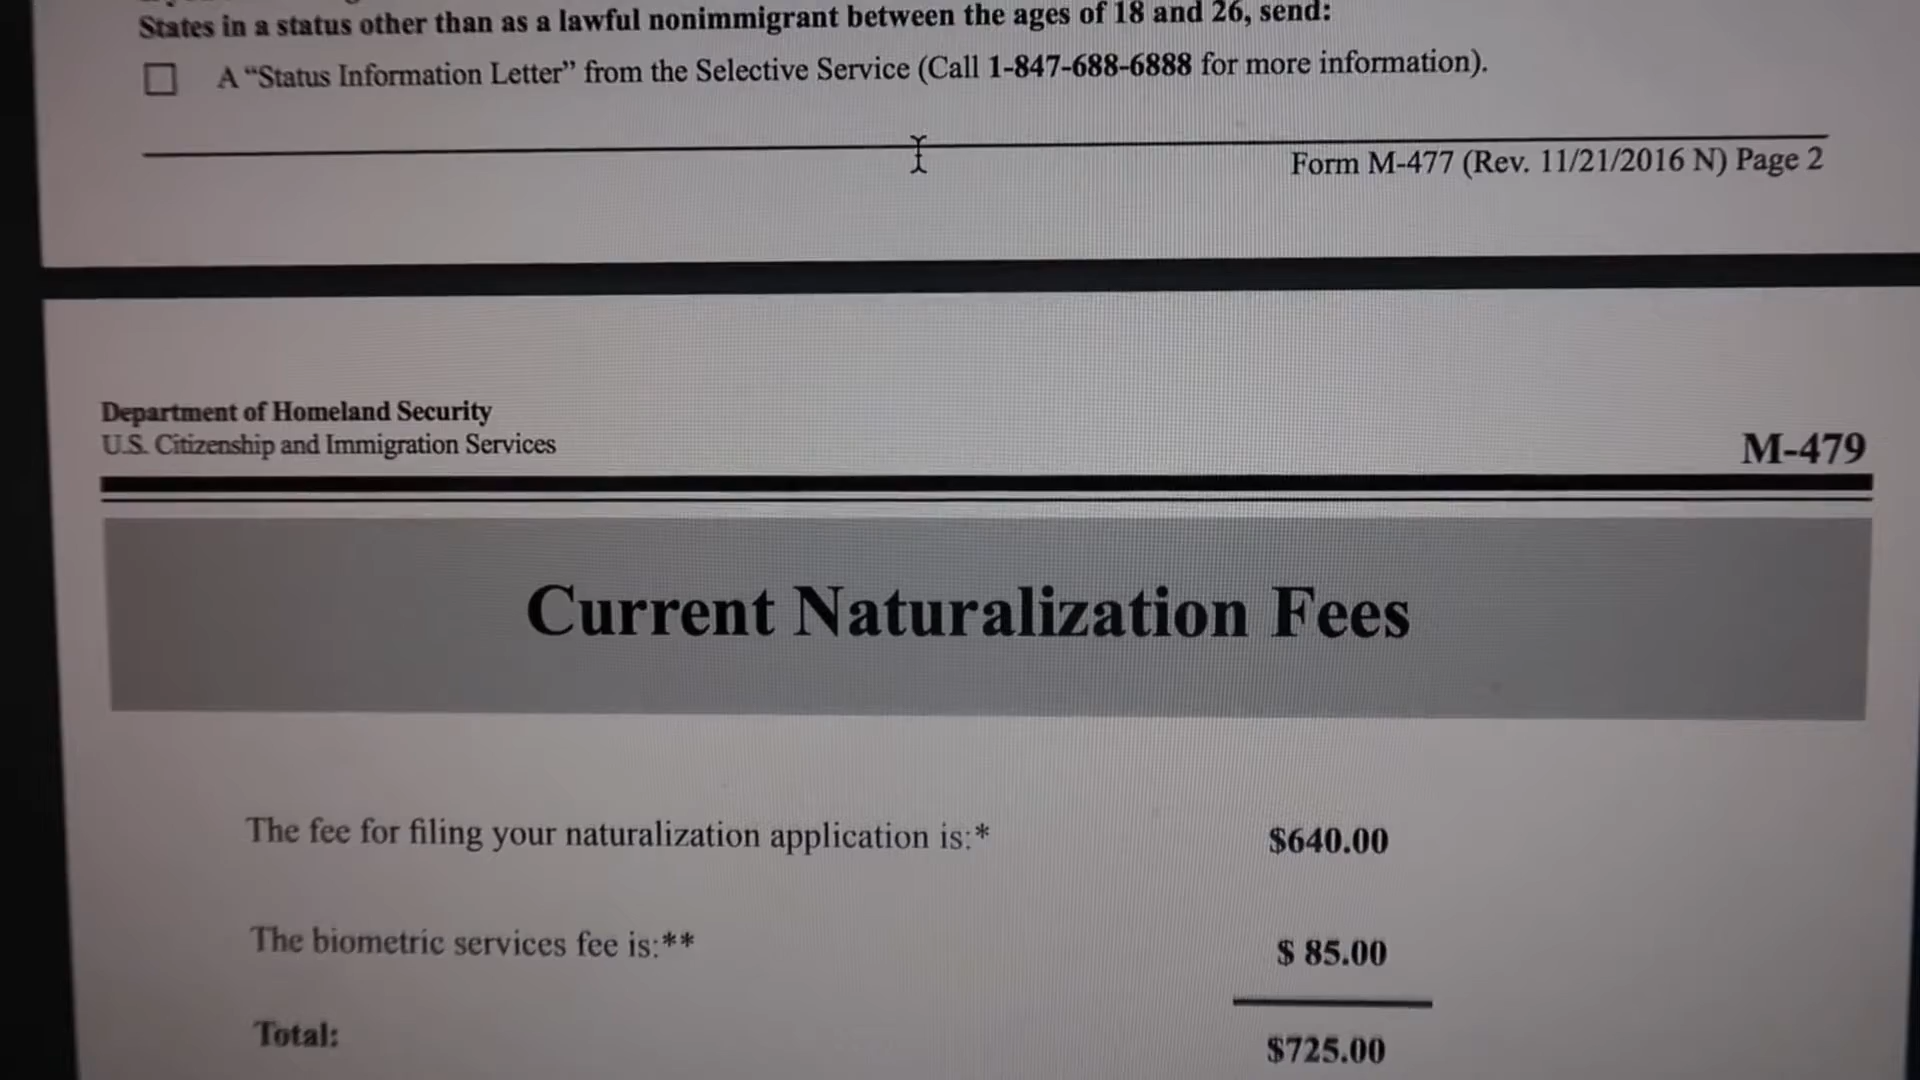 States in a status other than as a lawful nonimmigrant between the ages of 18 and 26, send:
A “Status Information Letter” from the Selective Service (Call 1-847-688-6888 for more information).
Form M-477 (Rev. 11/21/2016 N) Page 2
Department of Homeland Security
U.S. Citizenship and Immigration Services
M-479
Current Naturalization Fees
The fee for filing your naturalization application is:* $640.00
The biometric services fee is:** $ 85.00
Total: $725.00